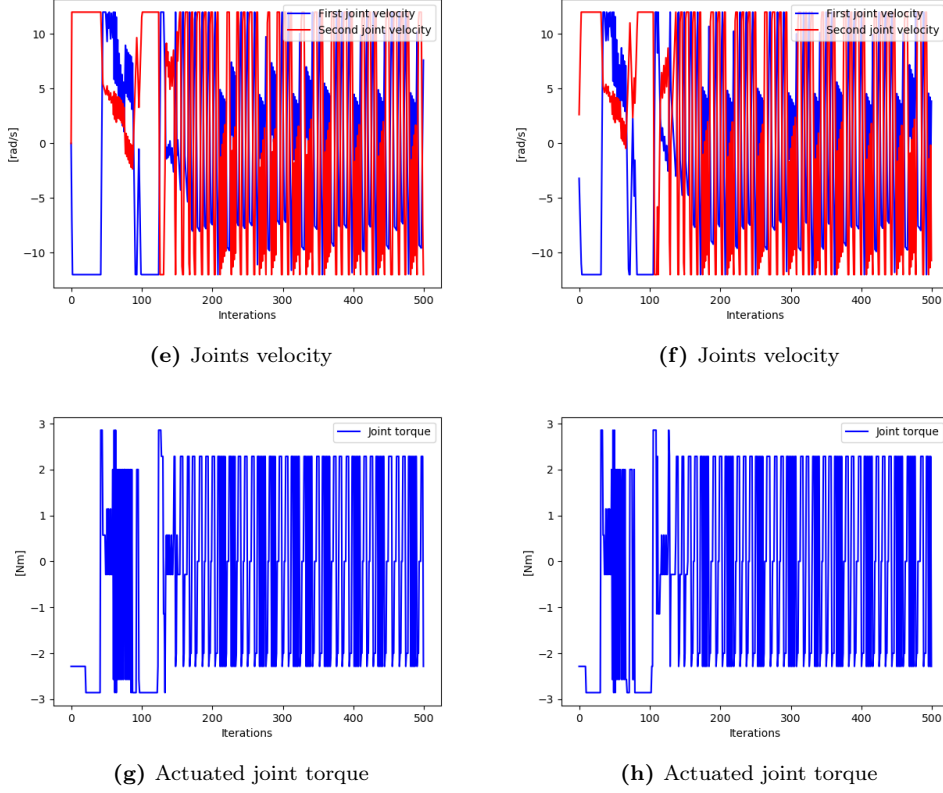 First joint velocity
Second joint velocity
10
5
0
−5
−10
[rad/s]
0 100 200 300 400 500
Interations
(e) Joints velocity
First joint velocity
Second joint velocity
10
5
0
−5
−10
[rad/s]
0 100 200 300 400 500
Interations
(f) Joints velocity
Joint torque
3
2
1
0
−1
−2
−3
[Nm]
0 100 200 300 400 500
Iterations
(g) Actuated joint torque
Joint torque
3
2
1
0
−1
−2
−3
[Nm]
0 100 200 300 400 500
Iterations
(h) Actuated joint torque